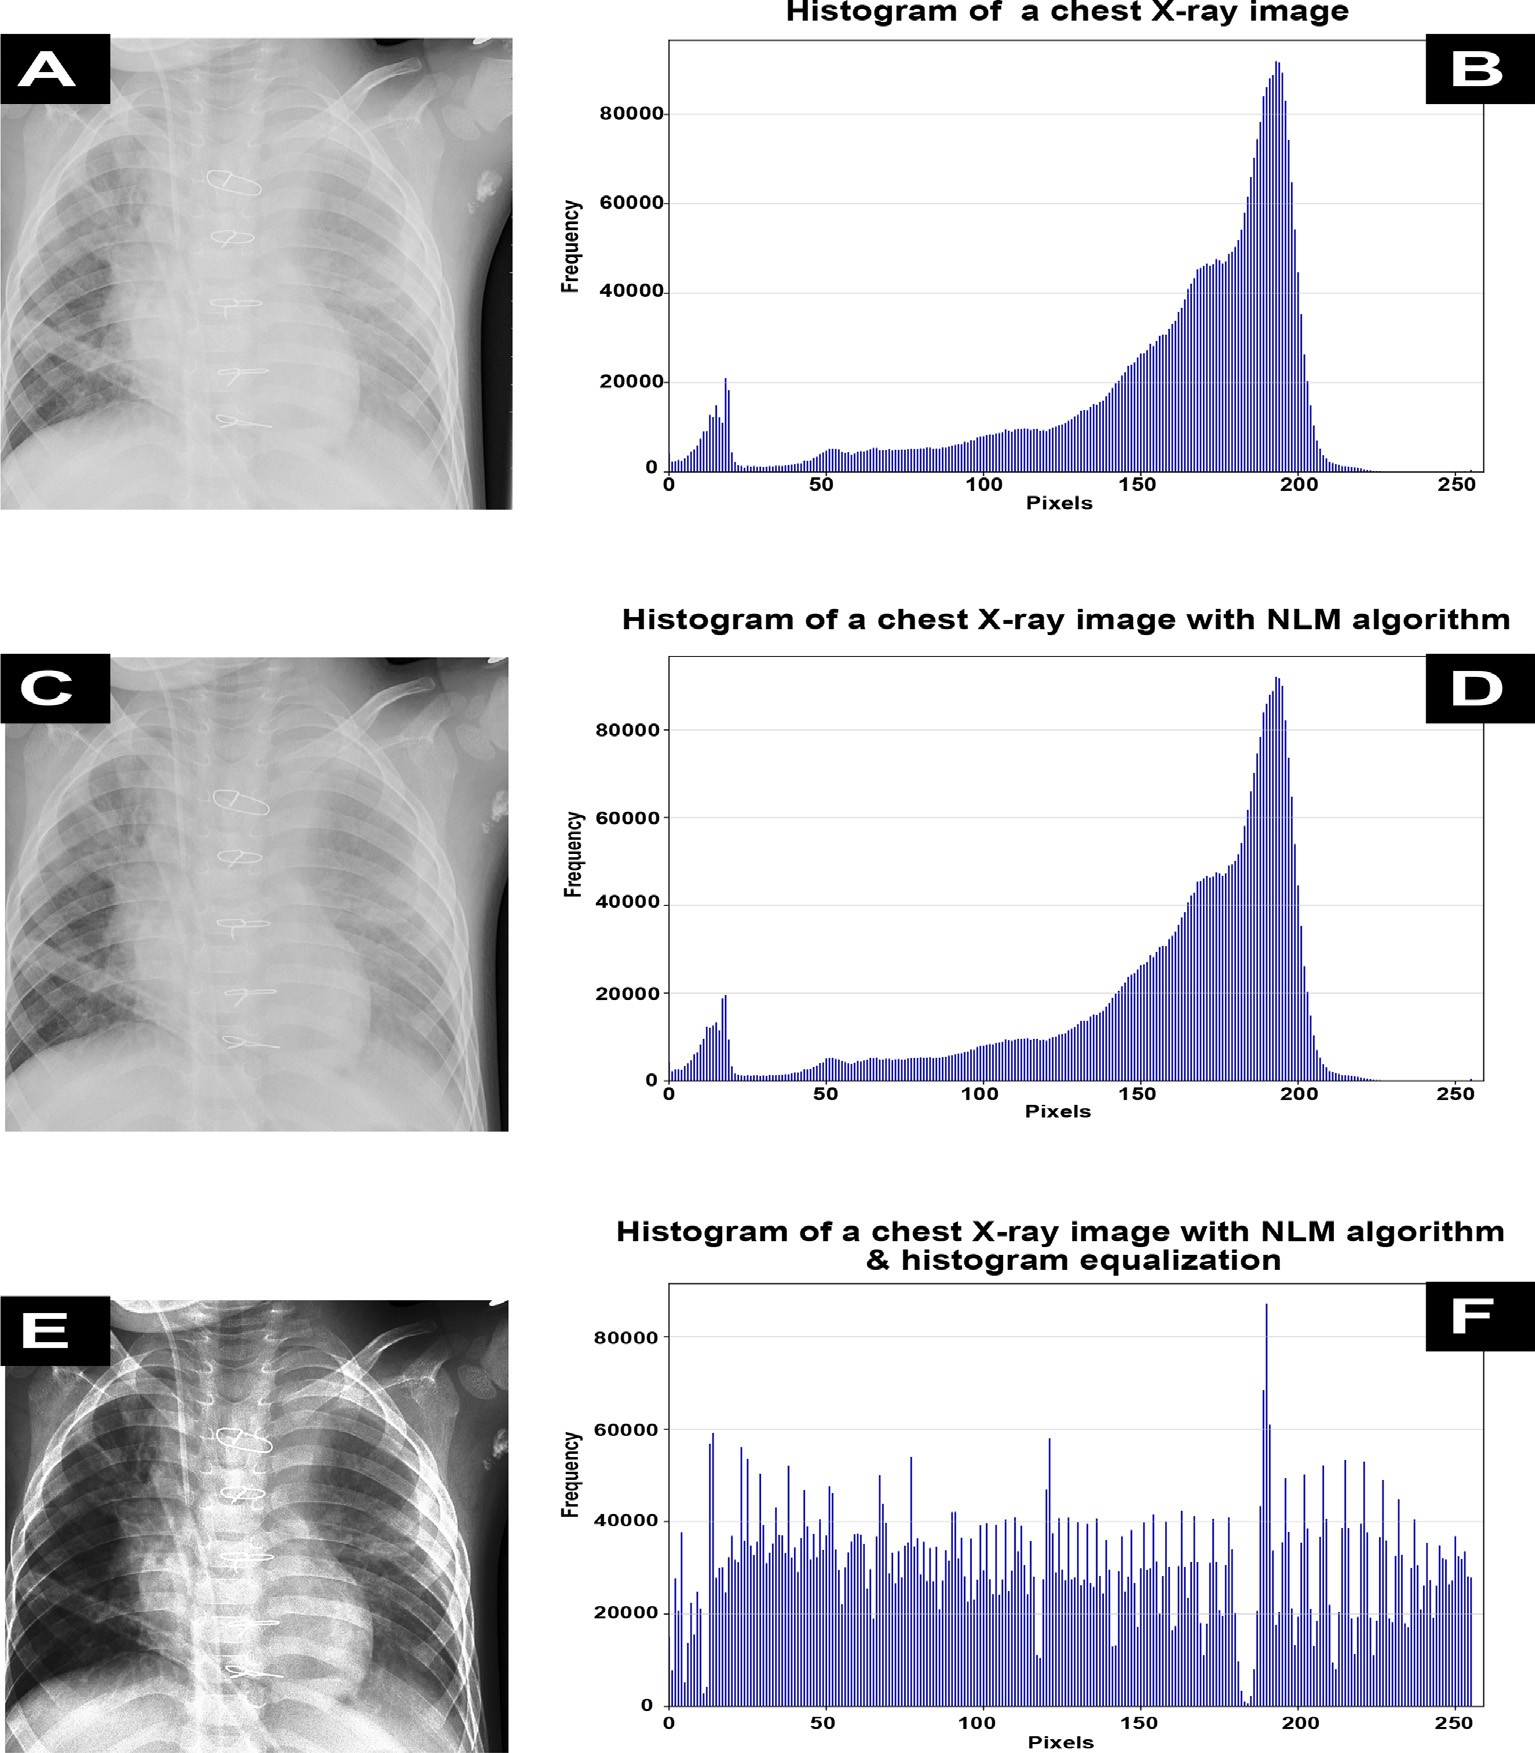 Histogram of  a chest X-ray image
A
B
80000
60000
40000
20000
0
Frequency
0 50 100 150 200 250
Pixels
Histogram of a chest X-ray image with NLM algorithm
C
D
80000
60000
40000
20000
0
Frequency
0 50 100 150 200 250
Pixels
Histogram of a chest X-ray image with NLM algorithm
& histogram equalization
E
F
80000
60000
40000
20000
0
Frequency
0 50 100 150 200 250
Pixels